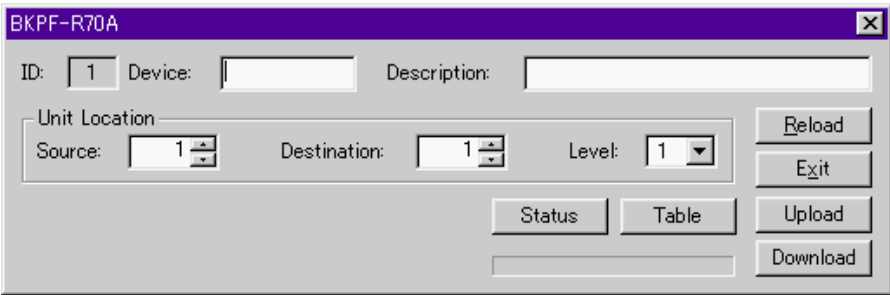 BKPF-R70A
ID: 1 Device: Description:
Unit Location
Source: 1 Destination: 1 Level: 1
Reload
Exit
Status Table Upload
Download